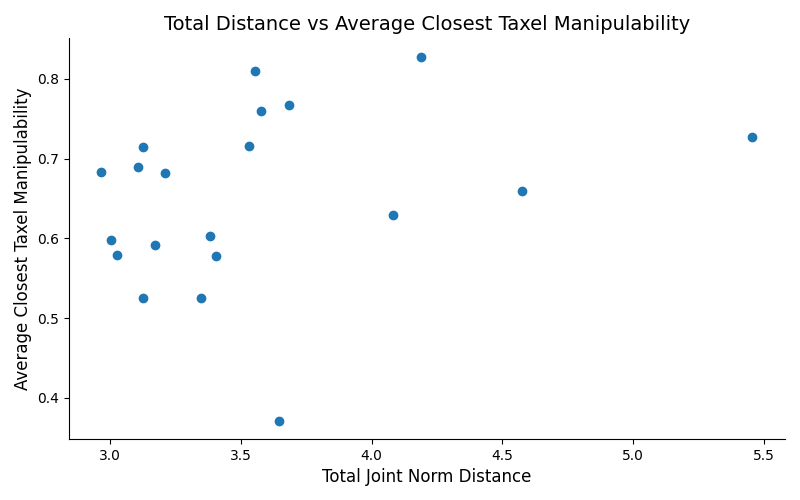 Total Distance vs Average Closest Taxel Manipulability
Average Closest Taxel Manipulability
0.8
0.7
0.6
0.5
0.4
3.0 3.5 4.0 4.5 5.0 5.5
Total Joint Norm Distance